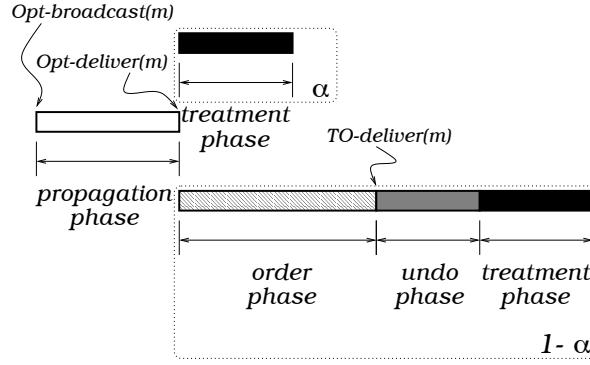 Opt-broadcast(m)
Opt-deliver(m)
α
treatment
phase
TO-deliver(m)
propagation
phase
order
phase
undo
phase
treatment
phase
1- α